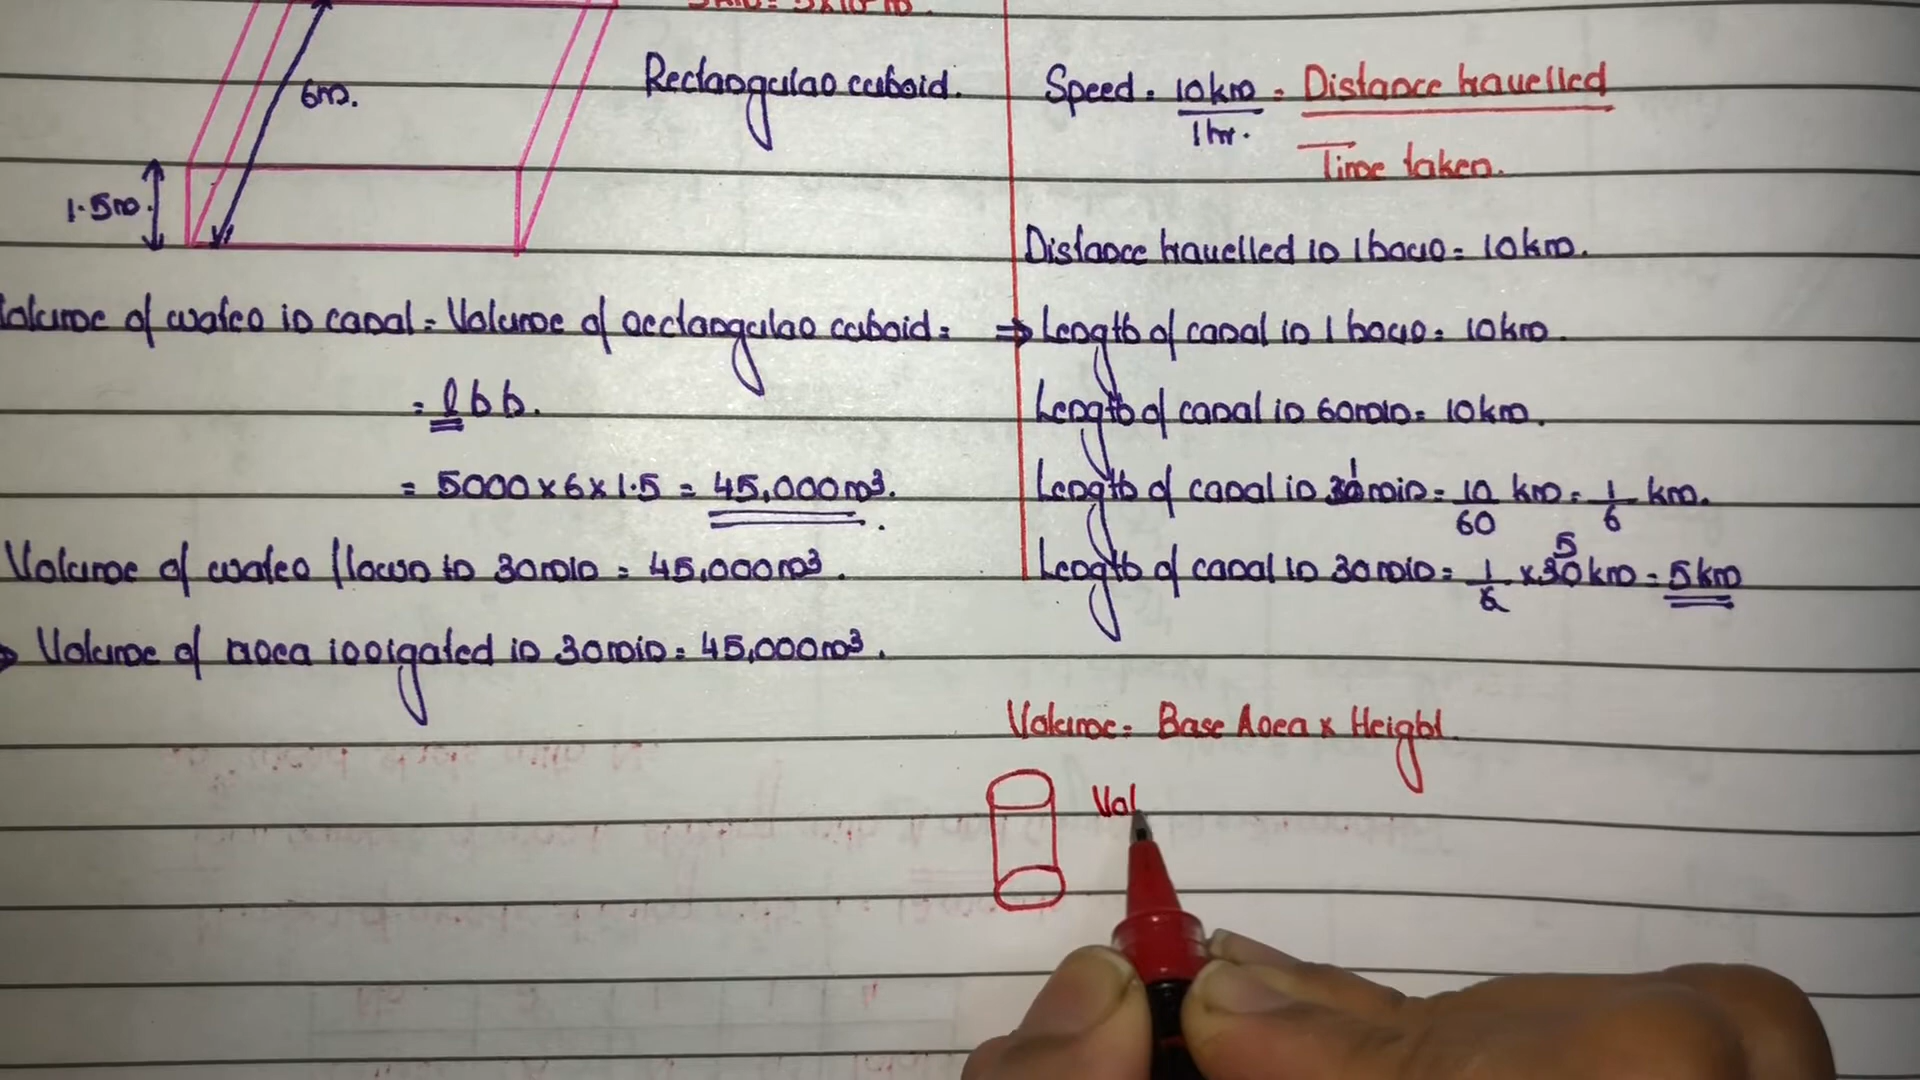 6m.
1.5m.
Rectangular cuboid.
Volume of water in canal = Volume of rectangular cuboid =
= lbh.
= 5000 x 6 x 1.5 = 45,000m³.
Volume of water flown in 30min = 45,000m³.
Volume of area irrigated in 30min = 45,000m³.
Speed = 10km / 1hr. = Distance travelled / Time taken.
Distance travelled in 1 hour = 10km.
⇒ Length of canal in 1 hour = 10km.
Length of canal in 60min = 10km.
Length of canal in 1min = 10/60 km = 1/6 km.
Length of canal in 30min = 1/6 x 30 km = 5km
5
Volume = Base Area x Height.
Vol